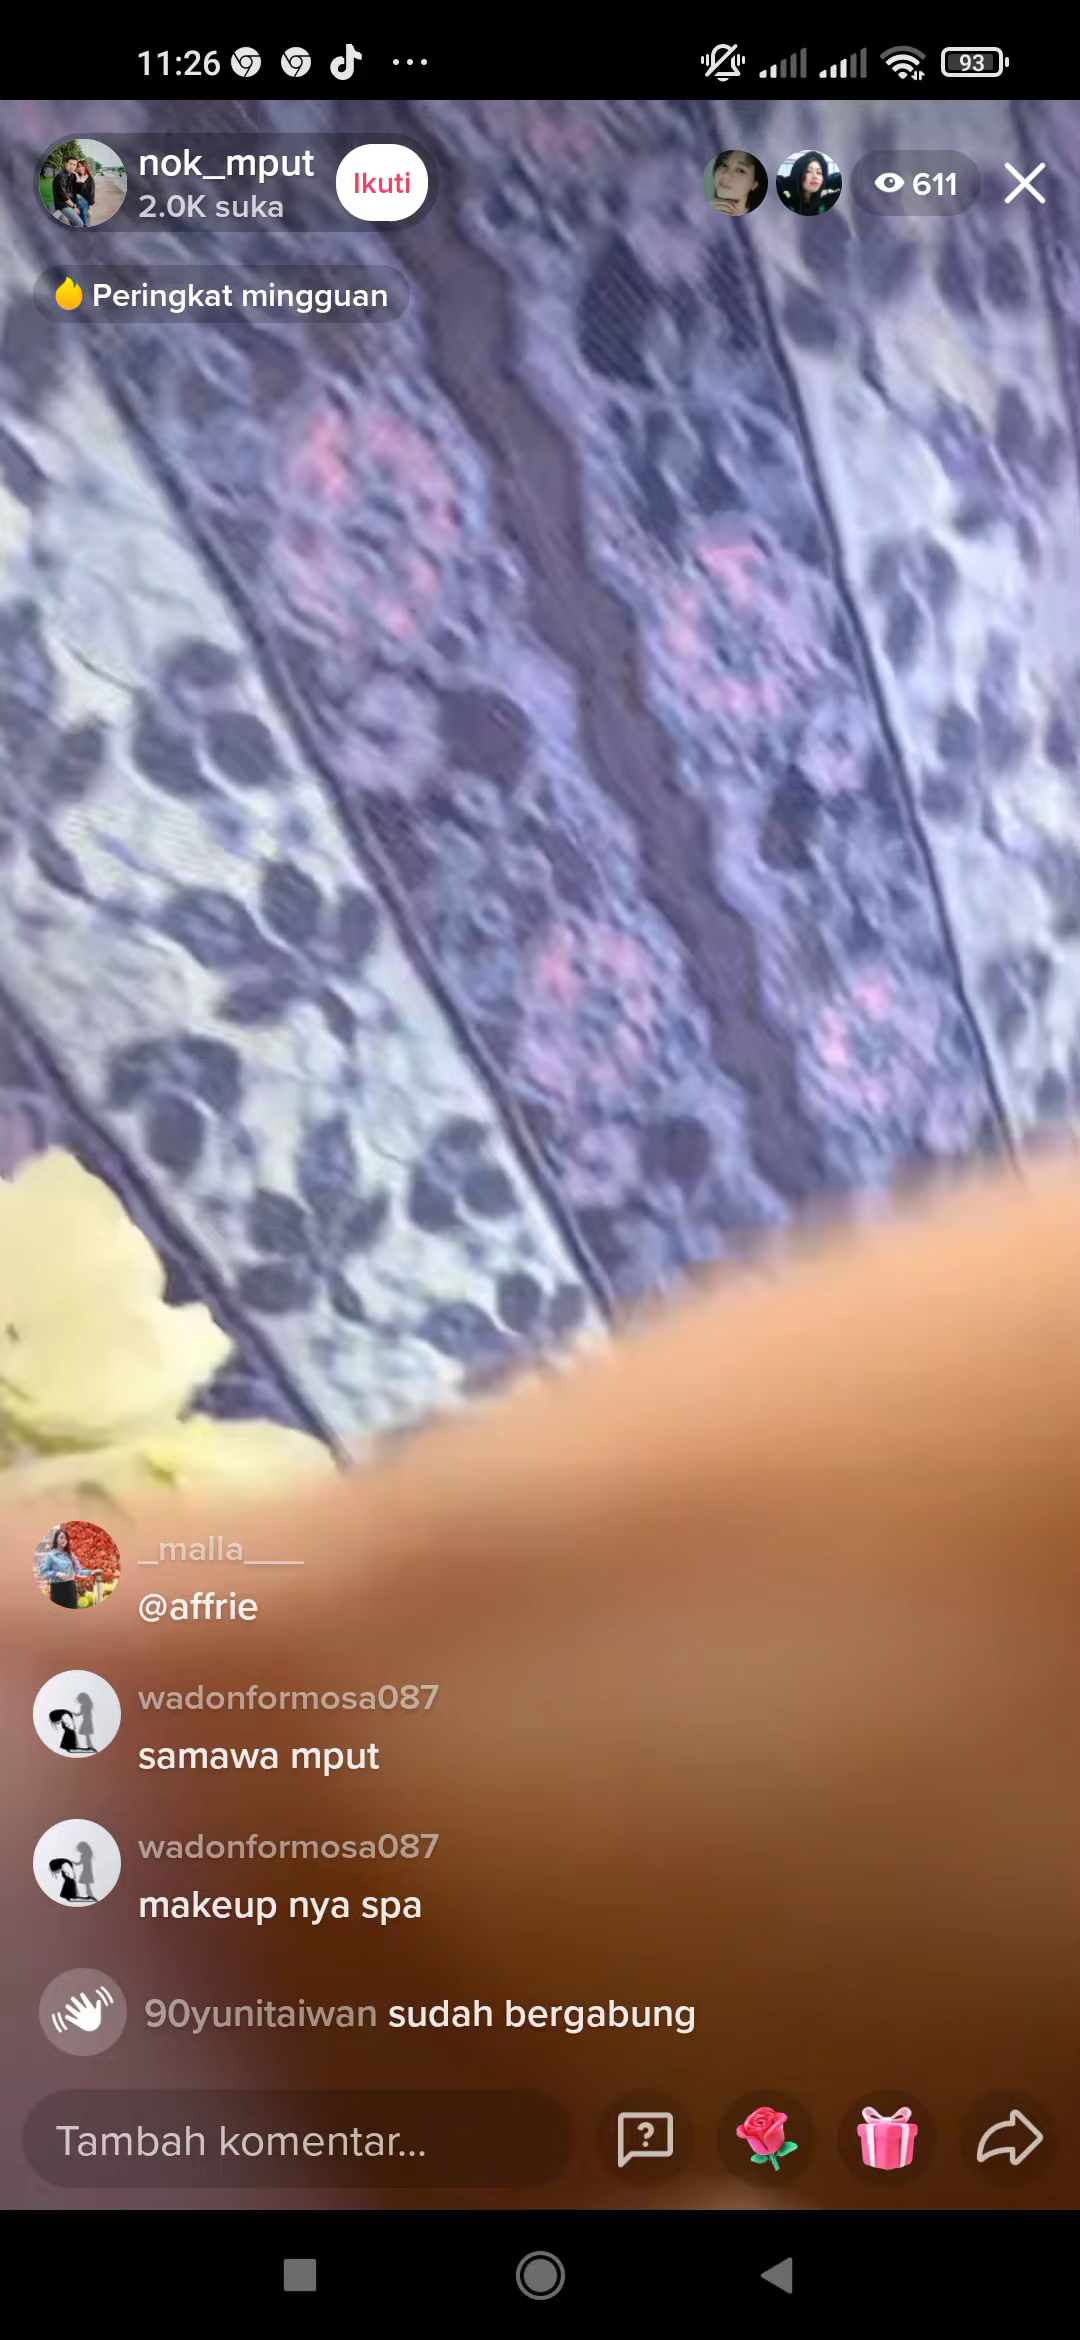 11:26
93
nok_mput
2.0K suka
Ikuti
611
Peringkat mingguan
_malla___
@affrie
wadonformosa087
samawa mput
wadonformosa087
makeup nya spa
90yunitaiwan sudah bergabung
Tambah komentar...